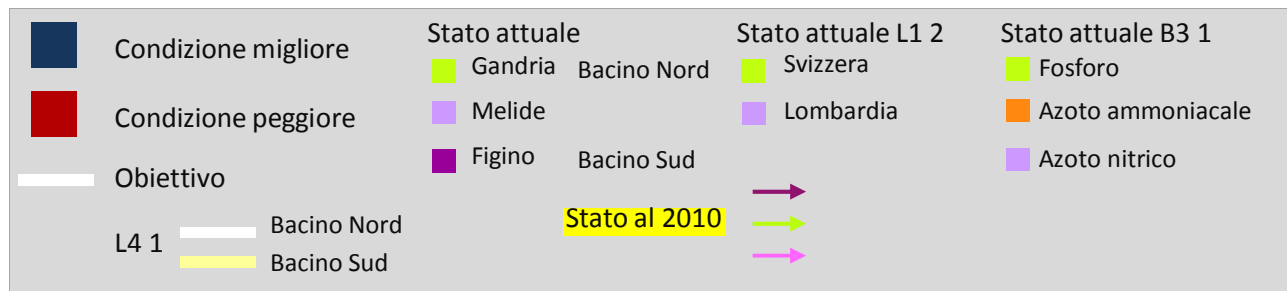 Condizione migliore
Condizione peggiore
Obiettivo
L4 1
Bacino Nord
Bacino Sud
Stato attuale
Gandria Bacino Nord
Melide
Figino Bacino Sud
Stato al 2010
Stato attuale L1 2
Svizzera
Lombardia
Stato attuale B3 1
Fosforo
Azoto ammoniacale
Azoto nitrico